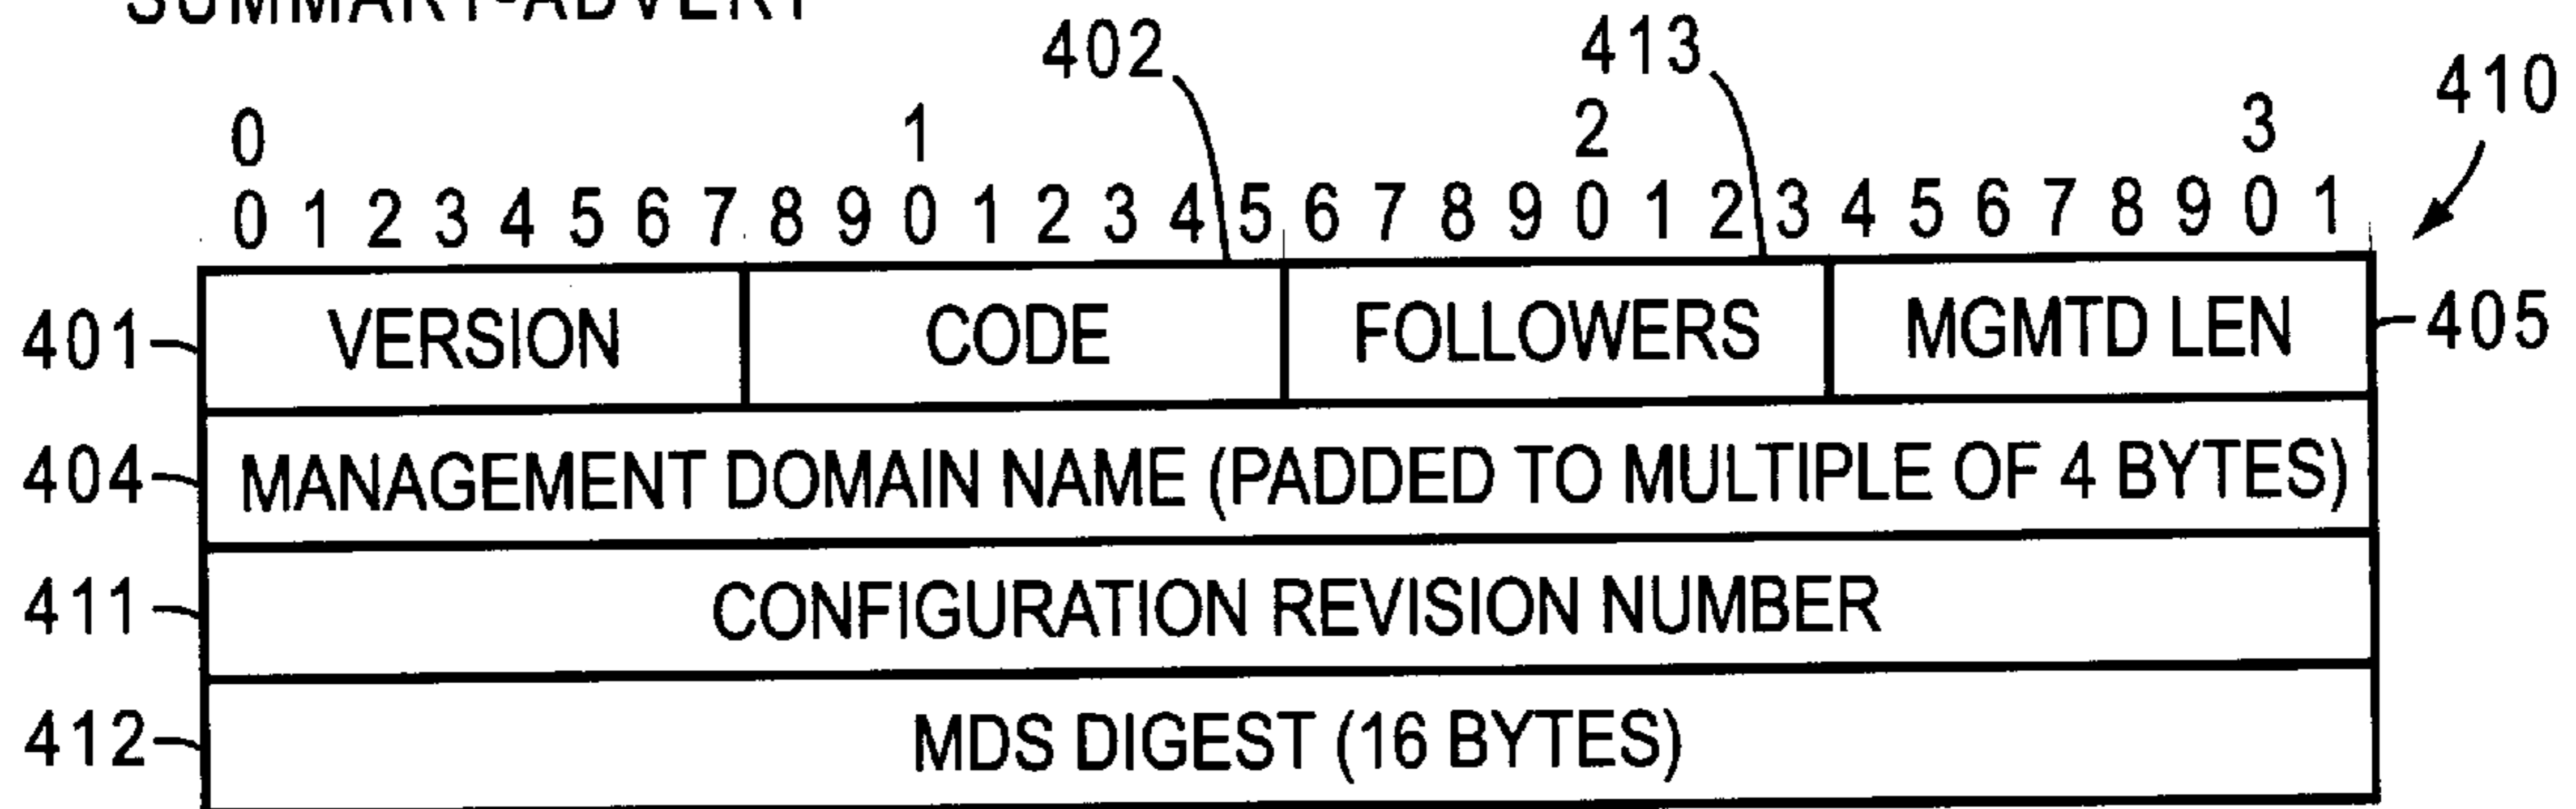 SUMMARY-ADVERT
402 413 410
0 1 2 3
0 1 2 3 4 5 6 7 8 9 0 1 2 3 4 5 6 7 8 9 0 1 2 3 4 5 6 7 8 9 0 1
401 VERSION CODE FOLLOWERS MGMTD LEN 405
404 MANAGEMENT DOMAIN NAME (PADDED TO MULTIPLE OF 4 BYTES)
411 CONFIGURATION REVISION NUMBER
412 MDS DIGEST (16 BYTES)